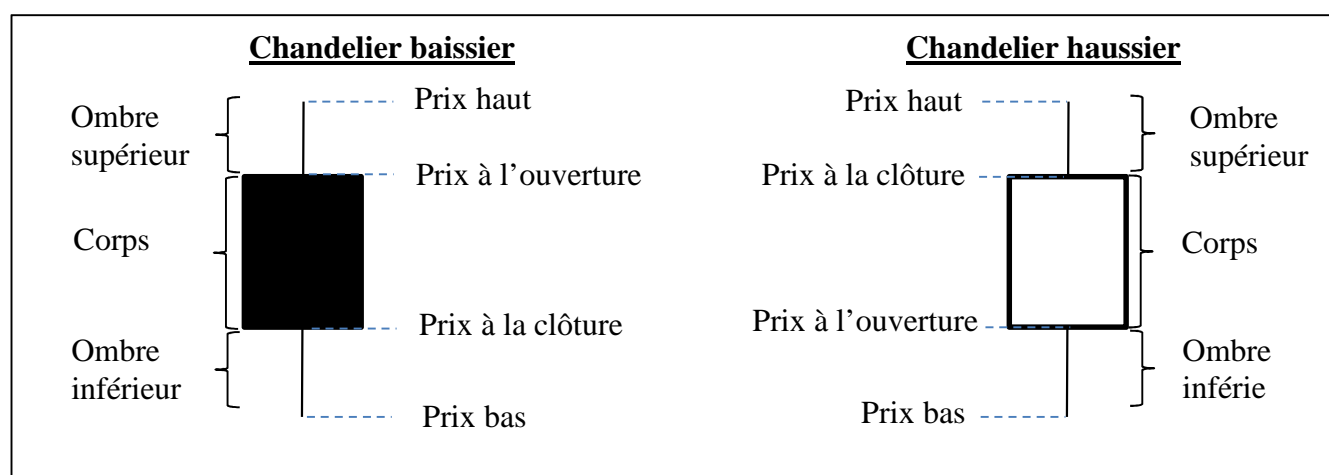 Chandelier baissier
Ombre
supérieur
Prix haut
Prix à l’ouverture
Corps
Prix à la clôture
Ombre
inférieur
Prix bas
Chandelier haussier
Prix haut
Ombre
supérieur
Prix à la clôture
Corps
Prix à l’ouverture
Ombre
inférie
Prix bas